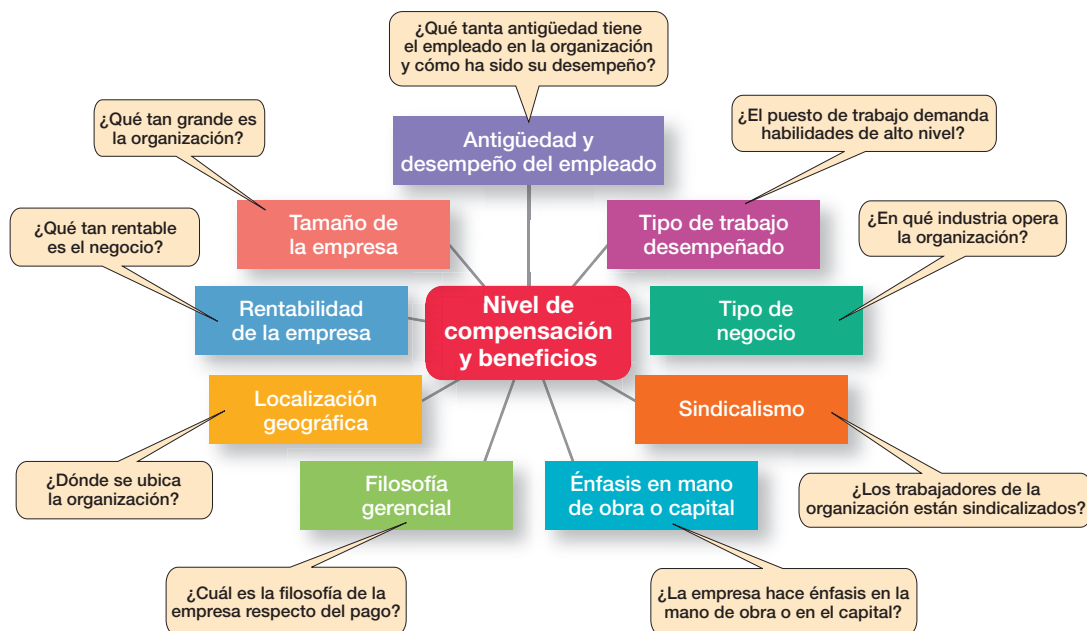 ¿Qué tanta antigüedad tiene
el empleado en la organización
y cómo ha sido su desempeño?
Antigüedad y
desempeño del empleado
¿Qué tan grande es
la organización?
Tamaño de
la empresa
¿El puesto de trabajo demanda
habilidades de alto nivel?
Tipo de trabajo
desempeñado
¿Qué tan rentable
es el negocio?
Rentabilidad
de la empresa
Nivel de
compensación
y beneficios
¿En qué industria opera
la organización?
Tipo de
negocio
Localización
geográfica
¿Dónde se ubica
la organización?
Sindicalismo
¿Los trabajadores de la
organización están sindicalizados?
Filosofía
gerencial
¿Cuál es la filosofía de la
empresa respecto del pago?
Énfasis en mano
de obra o capital
¿La empresa hace énfasis en la
mano de obra o en el capital?